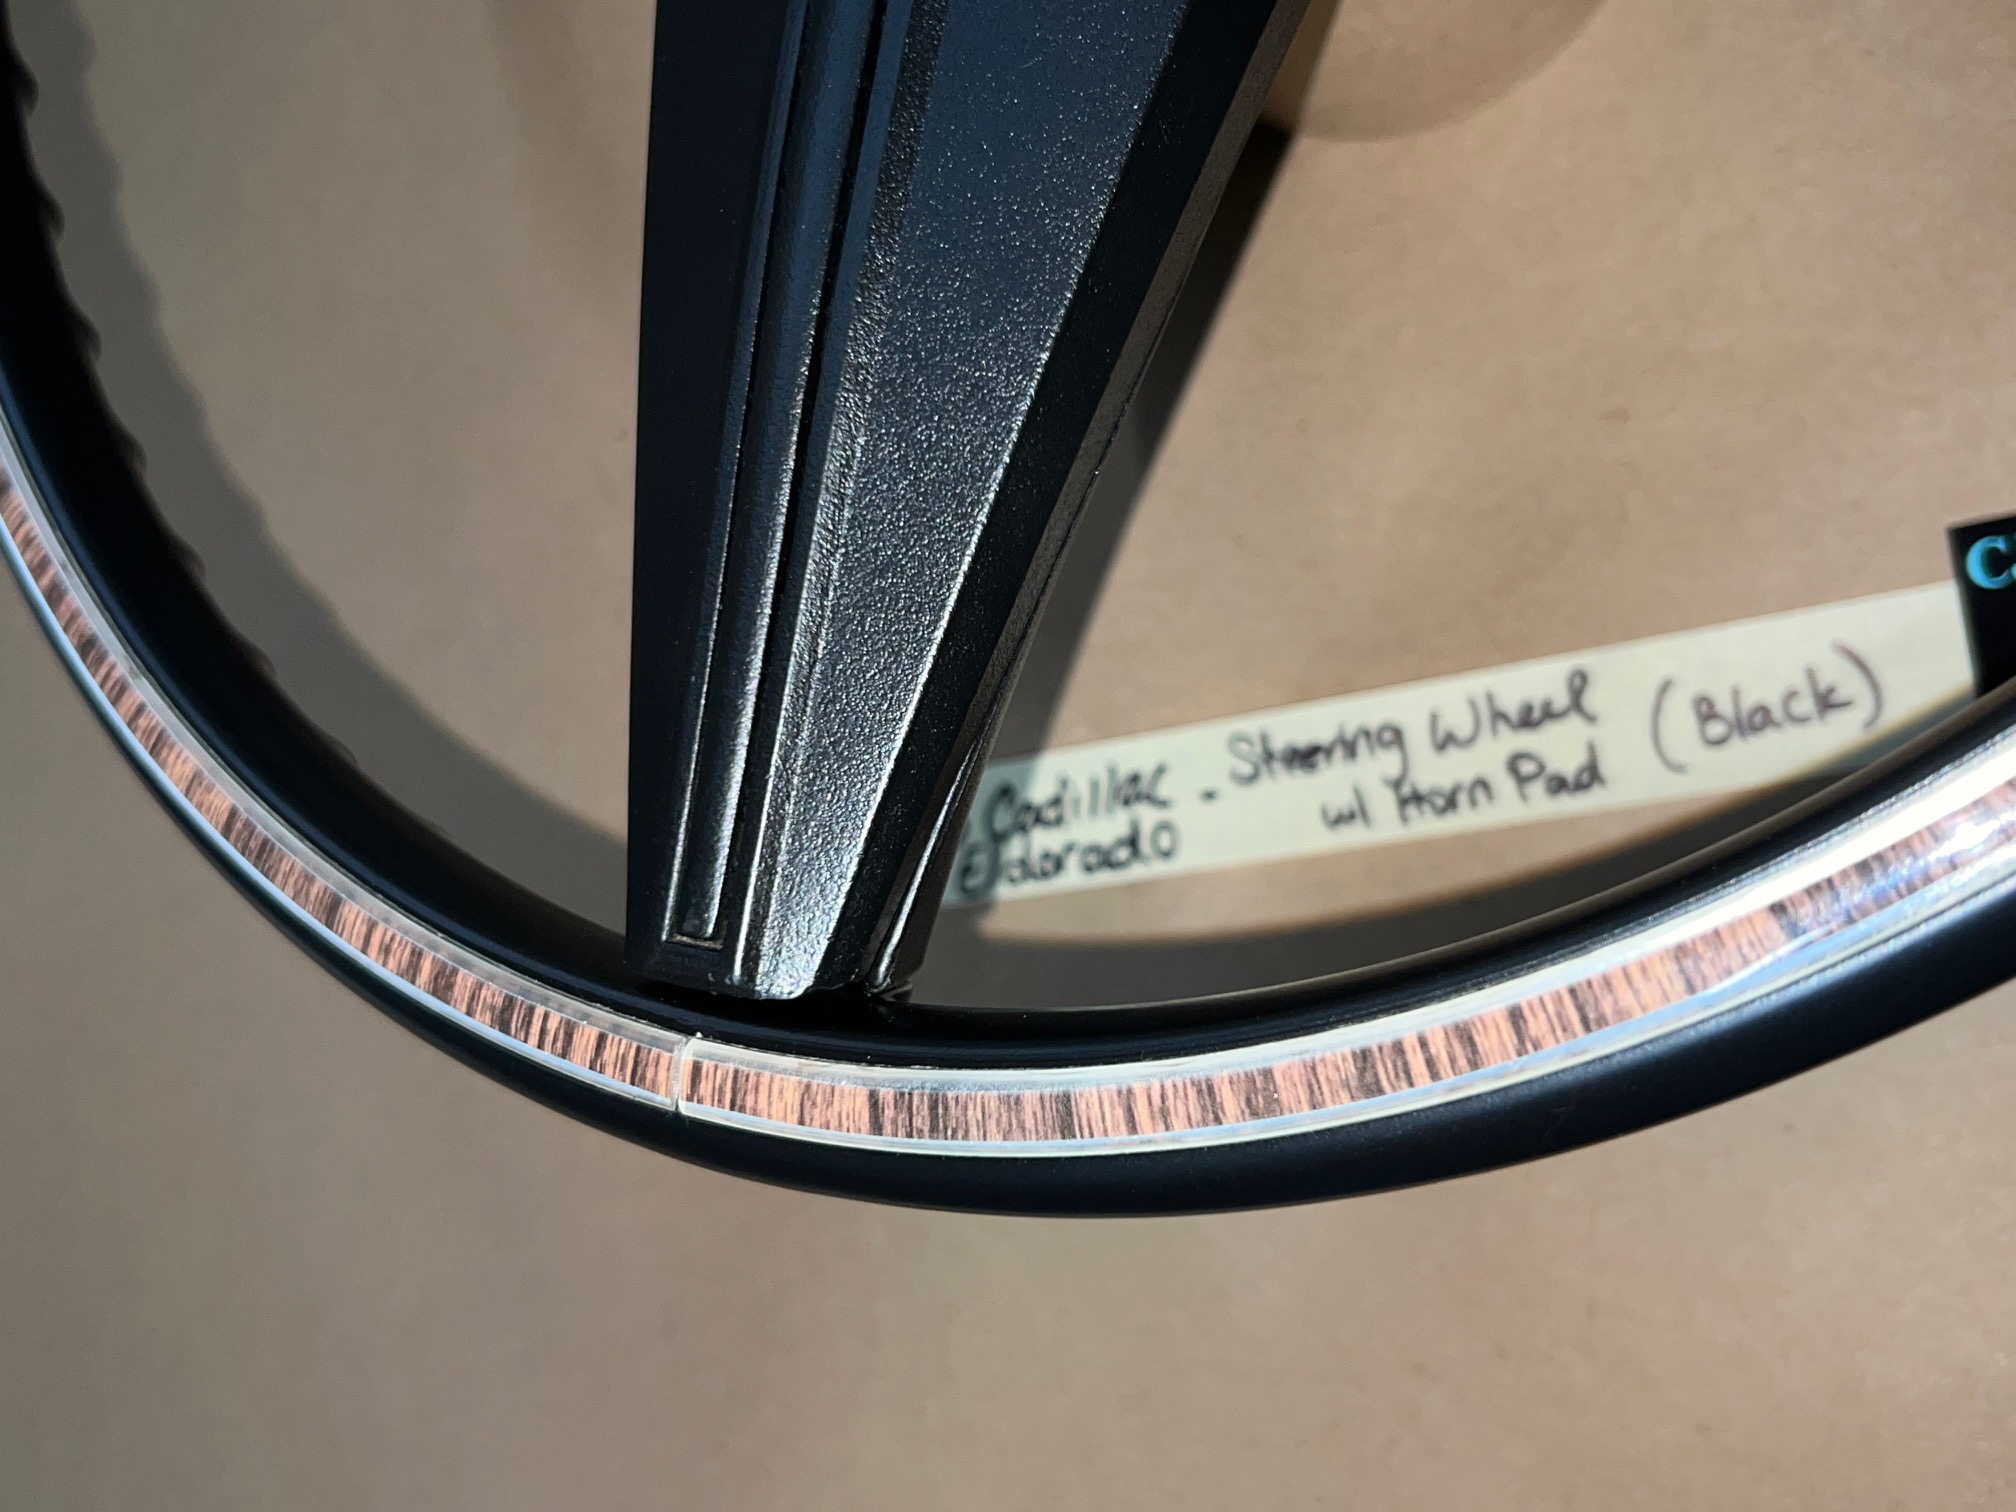 Cadillac - Steering Wheel (Black)
Eldorado w/ Horn Pad